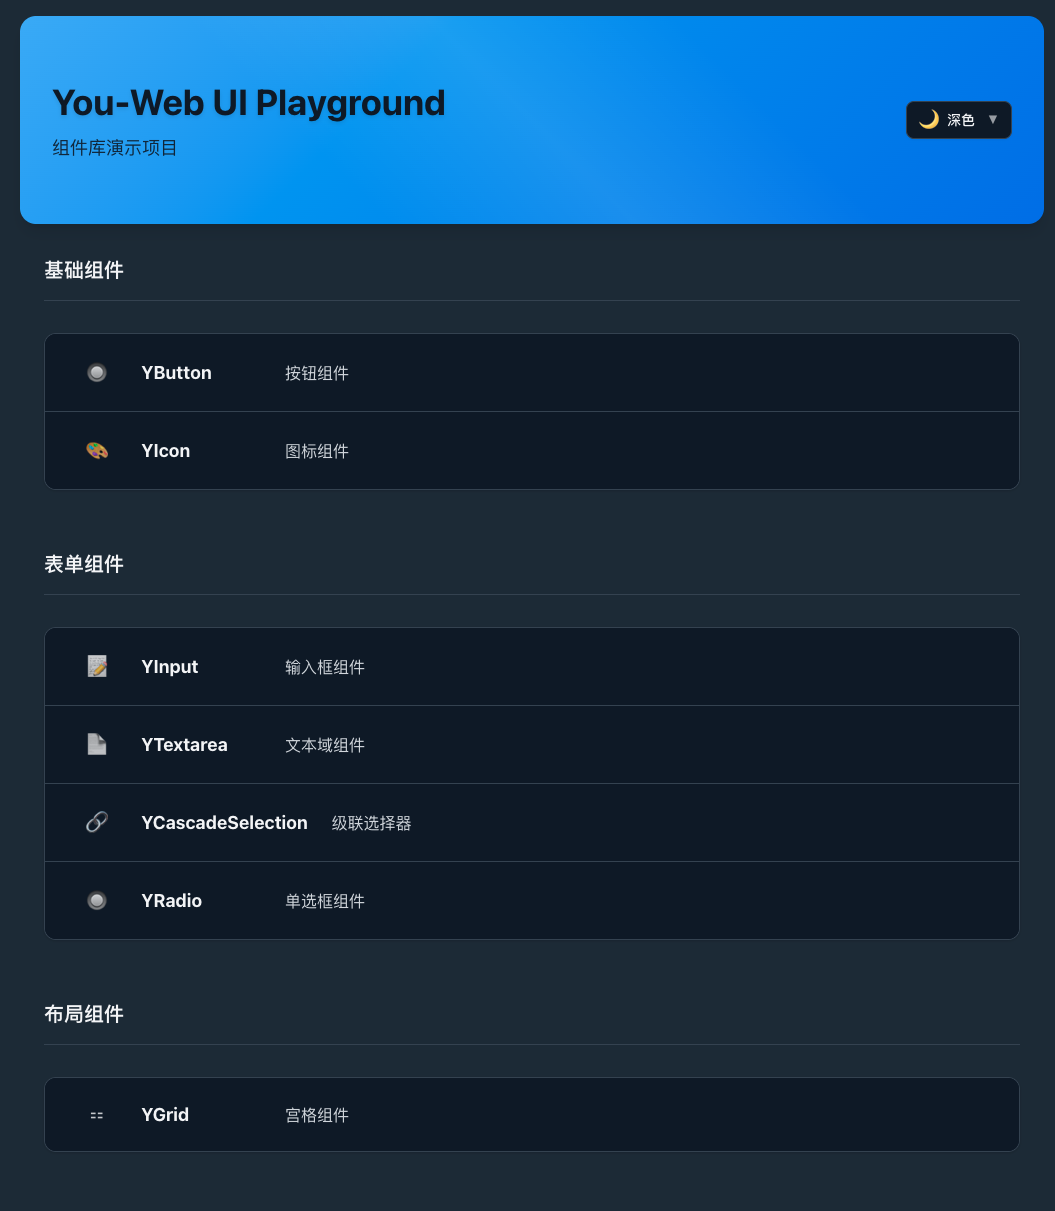 You-Web UI Playground
组件库演示项目
🌙 深色 ▼
基础组件
YButton 按钮组件
YIcon 图标组件
表单组件
YInput 输入框组件
YTextarea 文本域组件
YCascadeSelection 级联选择器
YRadio 单选框组件
布局组件
YGrid 宫格组件